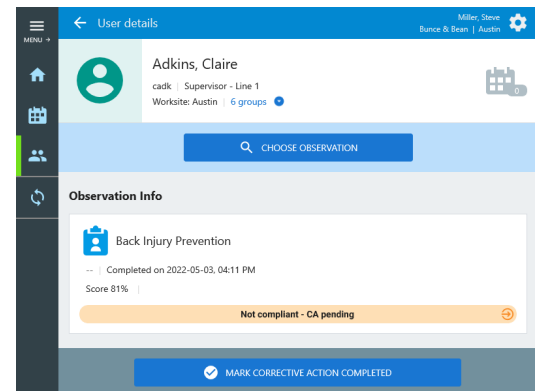 MENU →
← User details
Miller, Steve
Bunce & Bean | Austin
Adkins, Claire
cadk | Supervisor - Line 1
Worksite: Austin | 6 groups
0
CHOOSE OBSERVATION
Observation Info
Back Injury Prevention
-- | Completed on 2022-05-03, 04:11 PM
Score 81% |
Not compliant - CA pending
MARK CORRECTIVE ACTION COMPLETED